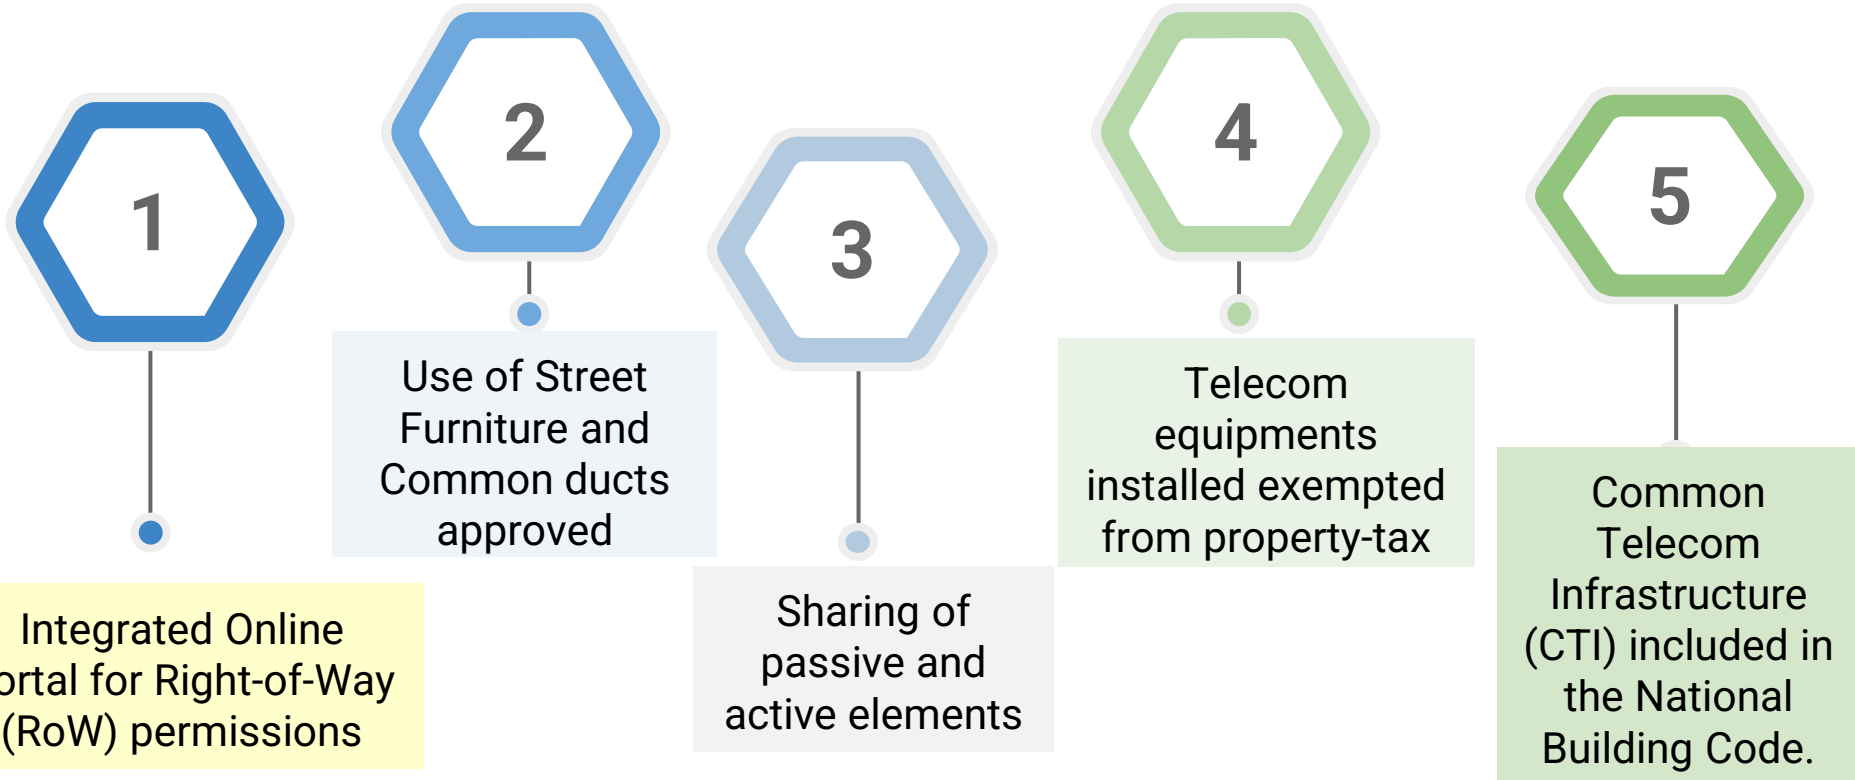 1
Integrated Online
ortal for Right-of-Way
(RoW) permissions
2
Use of Street
Furniture and
Common ducts
approved
3
Sharing of
passive and
active elements
4
Telecom
equipments
installed exempted
from property-tax
5
Common
Telecom
Infrastructure
(CTI) included in
the National
Building Code.